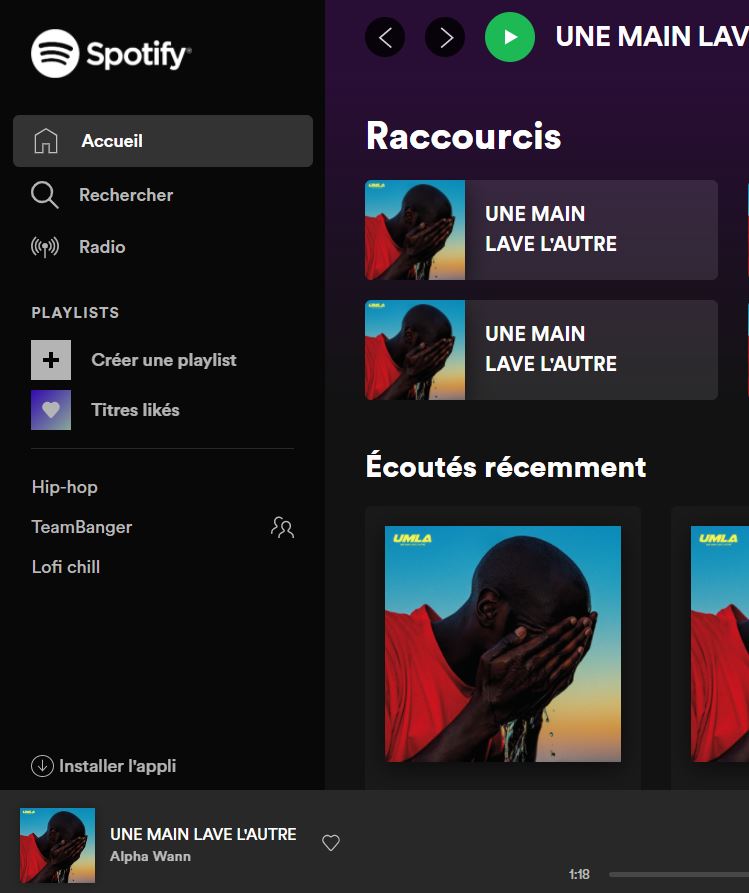 Spotify
UNE MAIN LAV
Accueil
Rechercher
Radio
PLAYLISTS
Créer une playlist
Titres likés
Hip-hop
TeamBanger
Lofi chill
Installer l'appli
Raccourcis
UMLA
UNE MAIN
LAVE L'AUTRE
UMLA
UNE MAIN
LAVE L'AUTRE
Écoutés récemment
UMLA
UMLA
UNE MAIN LAVE L'AUTRE
Alpha Wann
1:18